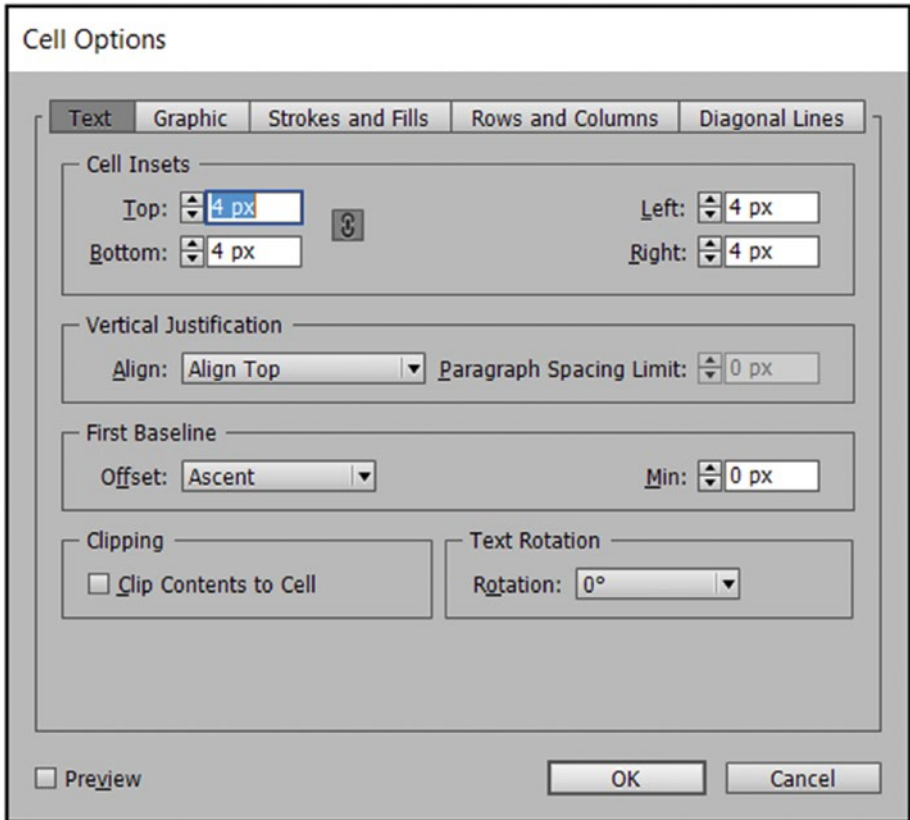 Cell Options
Text Graphic Strokes and Fills Rows and Columns Diagonal Lines
Cell Insets
Top: 4 px Left: 4 px
Bottom: 4 px Right: 4 px
Vertical Justification
Align: Align Top Paragraph Spacing Limit: 0 px
First Baseline
Offset: Ascent Min: 0 px
Clipping Text Rotation
Clip Contents to Cell Rotation: 0°
Preview OK Cancel